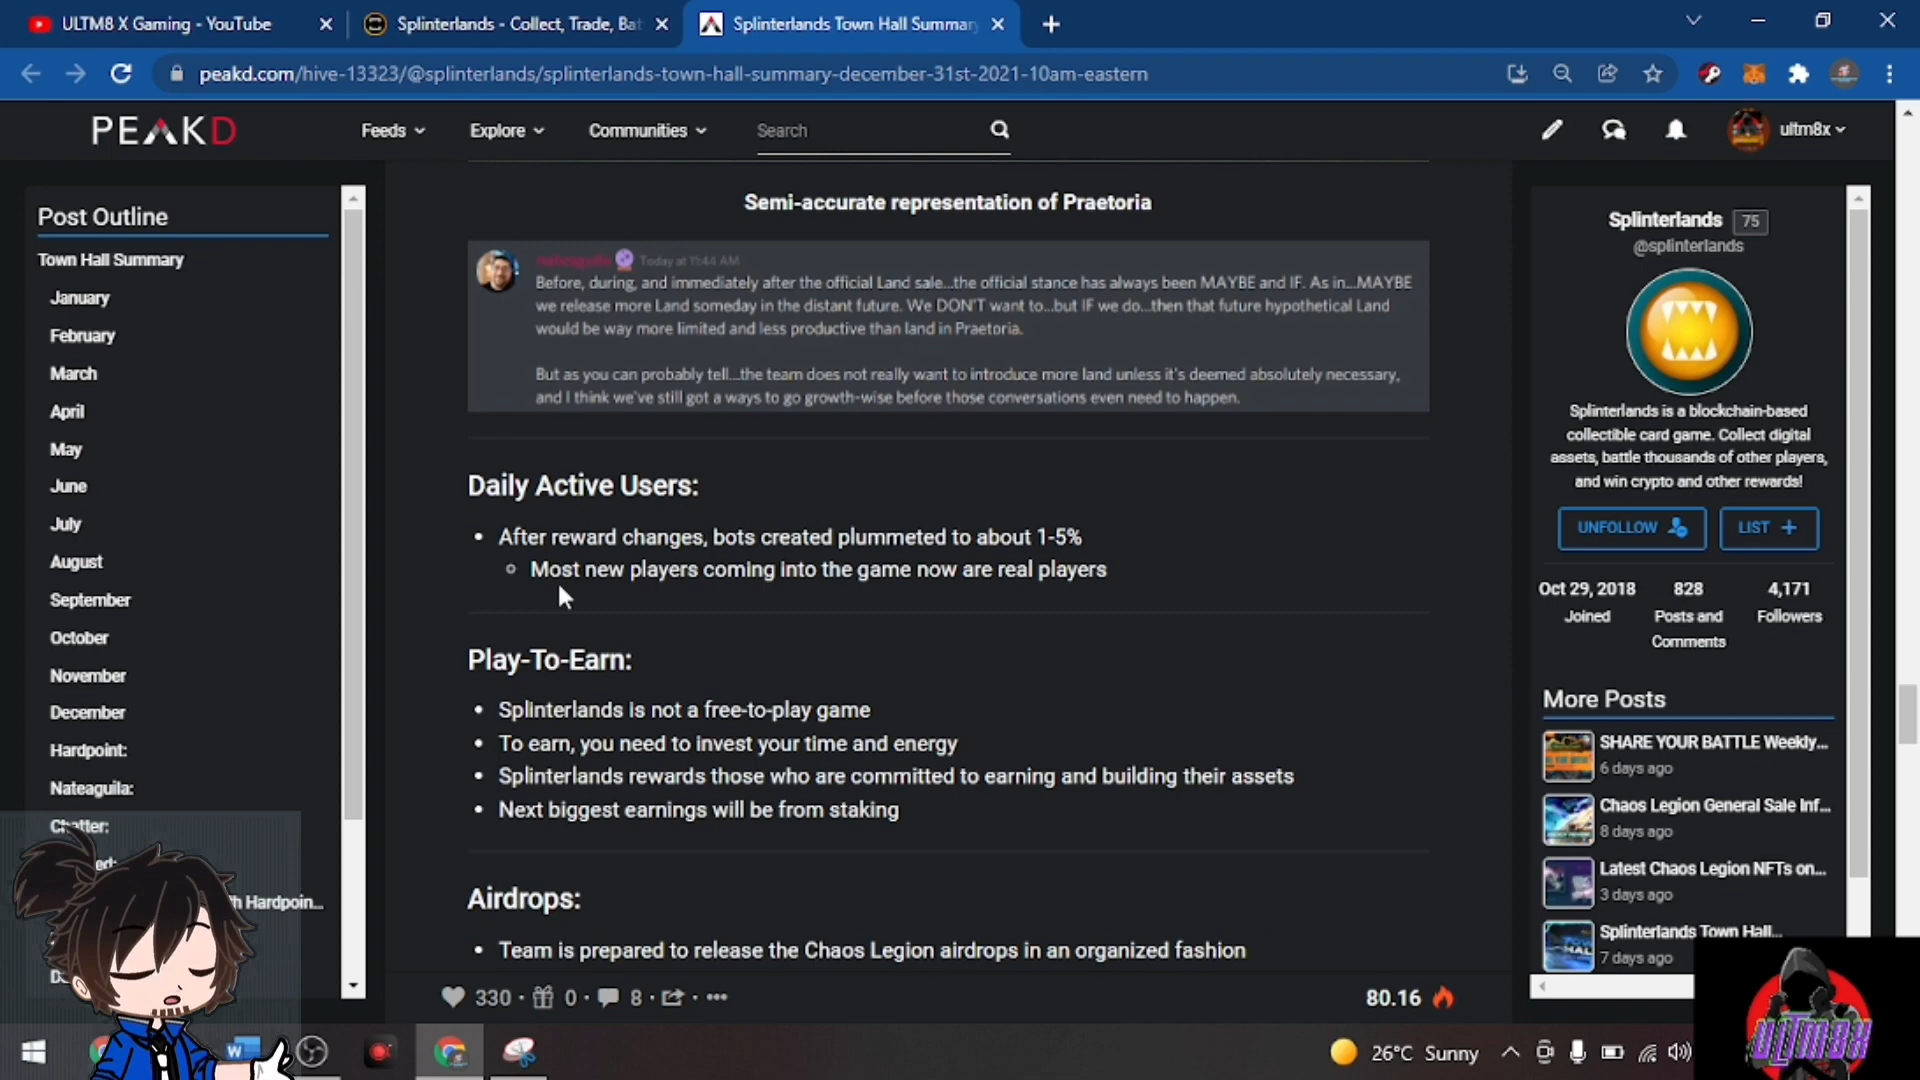 ULTM8 X Gaming - YouTube
Splinterlands - Collect, Trade, Bat
Splinterlands Town Hall Summar
peakd.com/hive-13323/@splinterlands/splinterlands-town-hall-summary-december-31st-2021-10am-eastern
PEAKD
Feeds
Explore
Communities
Search
ultm8x
Post Outline
Town Hall Summary
January
February
March
April
May
June
July
August
September
October
November
December
Hardpoint:
Nateaguila:
Chatter:
ed:
h Hardpoin...
Semi-accurate representation of Praetoria
Today at 11:44 AM
Before, during, and immediately after the official Land sale...the official stance has always been MAYBE and IF. As in...MAYBE
we release more Land someday in the distant future. We DON'T want to...but IF we do...then that future hypothetical Land
would be way more limited and less productive than land in Praetoria.
But as you can probably tell...the team does not really want to introduce more land unless it's deemed absolutely necessary,
and I think we've still got a ways to go growth-wise before those conversations even need to happen.
Daily Active Users:
• After reward changes, bots created plummeted to about 1-5%
Most new players coming into the game now are real players
Play-To-Earn:
• Splinterlands is not a free-to-play game
• To earn, you need to invest your time and energy
• Splinterlands rewards those who are committed to earning and building their assets
• Next biggest earnings will be from staking
Airdrops:
• Team is prepared to release the Chaos Legion airdrops in an organized fashion
330 · 0 · 8 · · •••
80.16
Splinterlands 75
@splinterlands
Splinterlands is a blockchain-based
collectible card game. Collect digital
assets, battle thousands of other players,
and win crypto and other rewards!
UNFOLLOW
LIST +
Oct 29, 2018
Joined
828
Posts and
Comments
4,171
Followers
More Posts
SHARE YOUR BATTLE Weekly...
6 days ago
Chaos Legion General Sale Inf...
8 days ago
Latest Chaos Legion NFTs on...
3 days ago
Splinterlands Town Hall...
7 days ago
26°C Sunny
ULTM8X